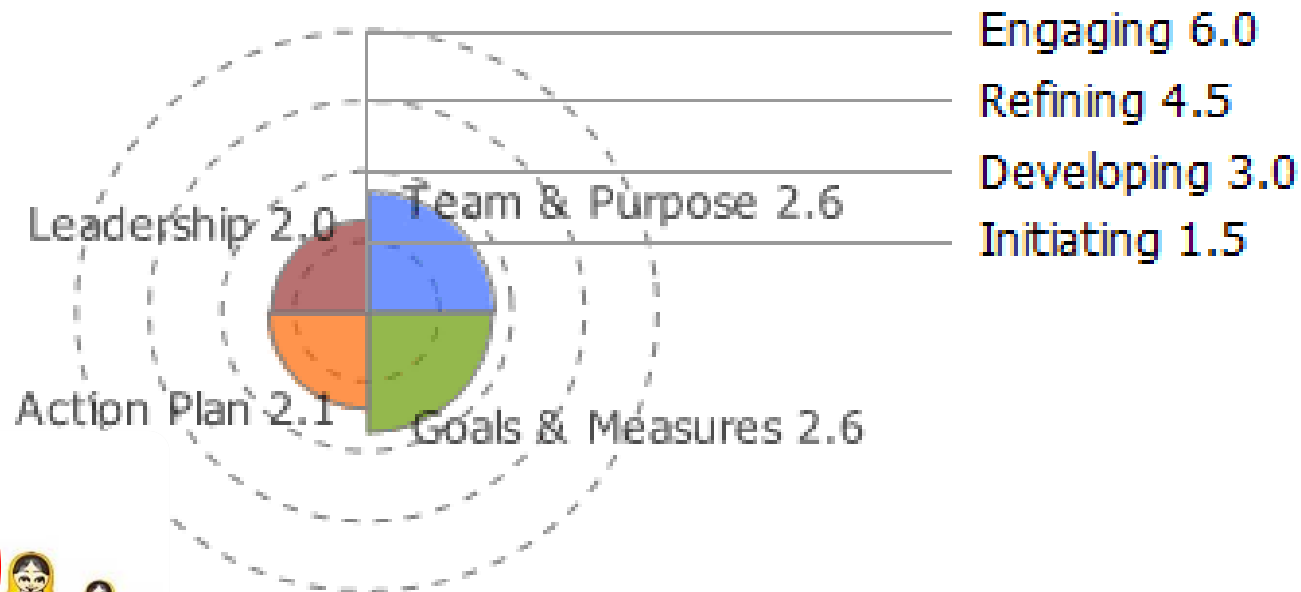 Engaging 6.0
Refining 4.5
Developing 3.0
Initiating 1.5
Team & Purpose 2.6
Leadership 2.0
Action Plan 2.1
Goals & Measures 2.6